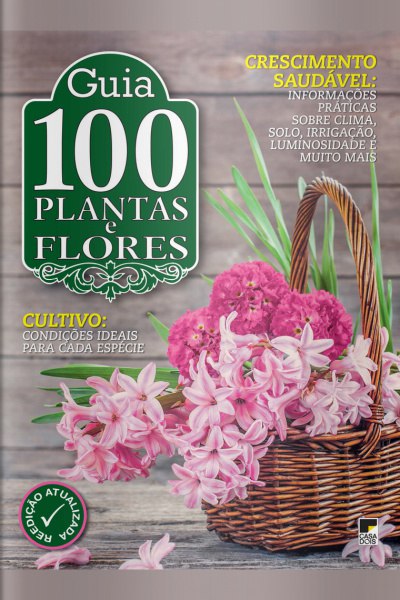 Guia
100
PLANTAS
e
FLORES
CRESCIMENTO
SAUDÁVEL:
INFORMAÇÕES
PRÁTICAS
SOBRE CLIMA,
SOLO, IRRIGAÇÃO,
LUMINOSIDADE E
MUITO MAIS
CULTIVO:
CONDIÇÕES IDEAIS
PARA CADA ESPÉCIE
REEDIÇÃO ATUALIZADA
CASA
DOIS